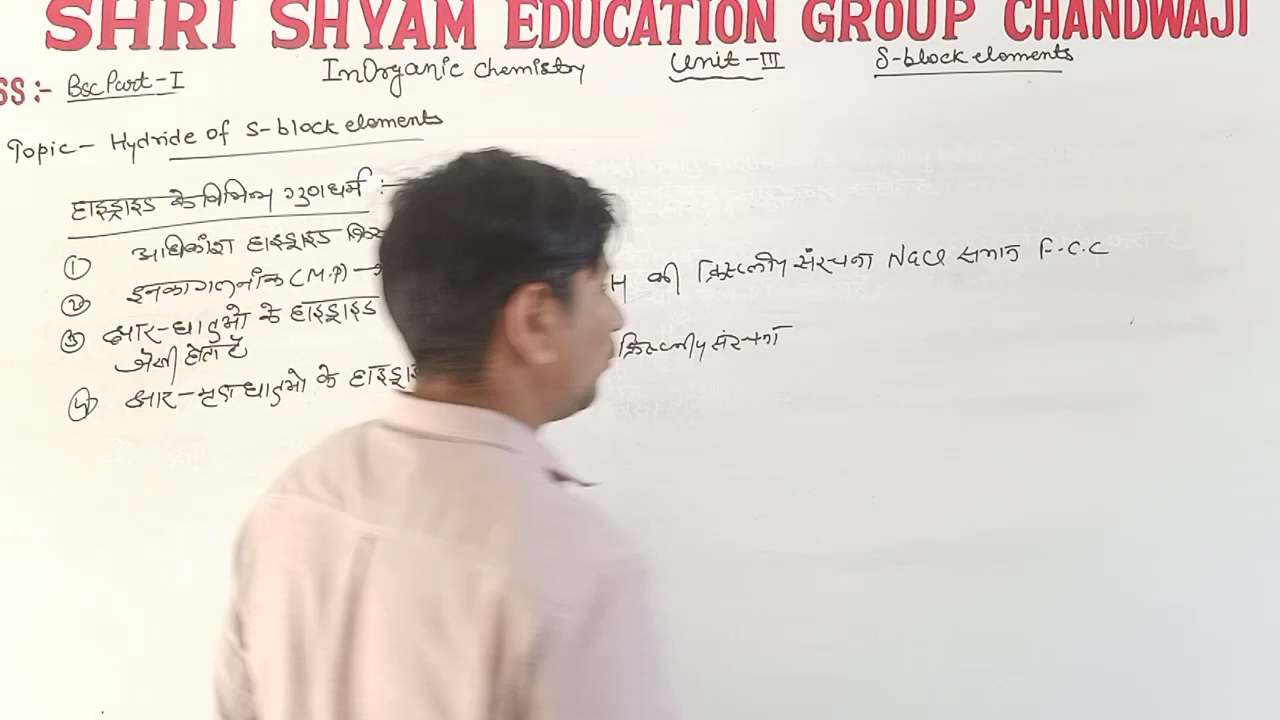 SHRI SHYAM EDUCATION GROUP CHANDWAJI
SS:- Bsc Part-I InOrganic chemistry Unit-III S-block elements
Topic- Hydride of S-block elements
हाइड्राइड के विभिन्न गुणधर्म :-
① अधिकांश हाइड्राइड
② इनका गलनांक (M.P) → H की क्रिस्टलीय संरचना NaCl समान F.C.C
③ क्षार-धातुओ के हाइड्राइड
जैसी होता है क्रिस्टलीय संरचना
④ क्षार-मृदा धातुओ के